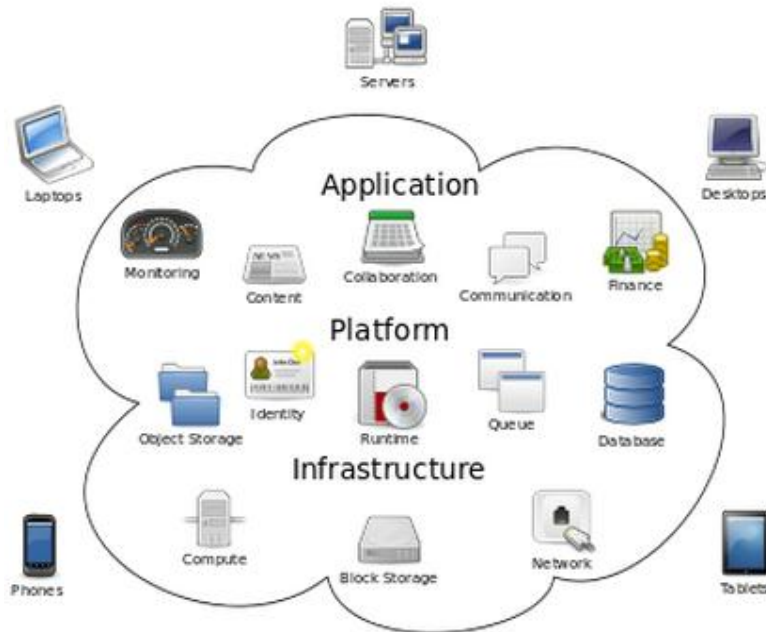 Servers
Laptops
Desktops
Application
Monitoring
Content
Collaboration
Communication
Finance
Platform
Object Storage
Identity
Runtime
Queue
Database
Infrastructure
Compute
Block Storage
Network
Phones
Tablets